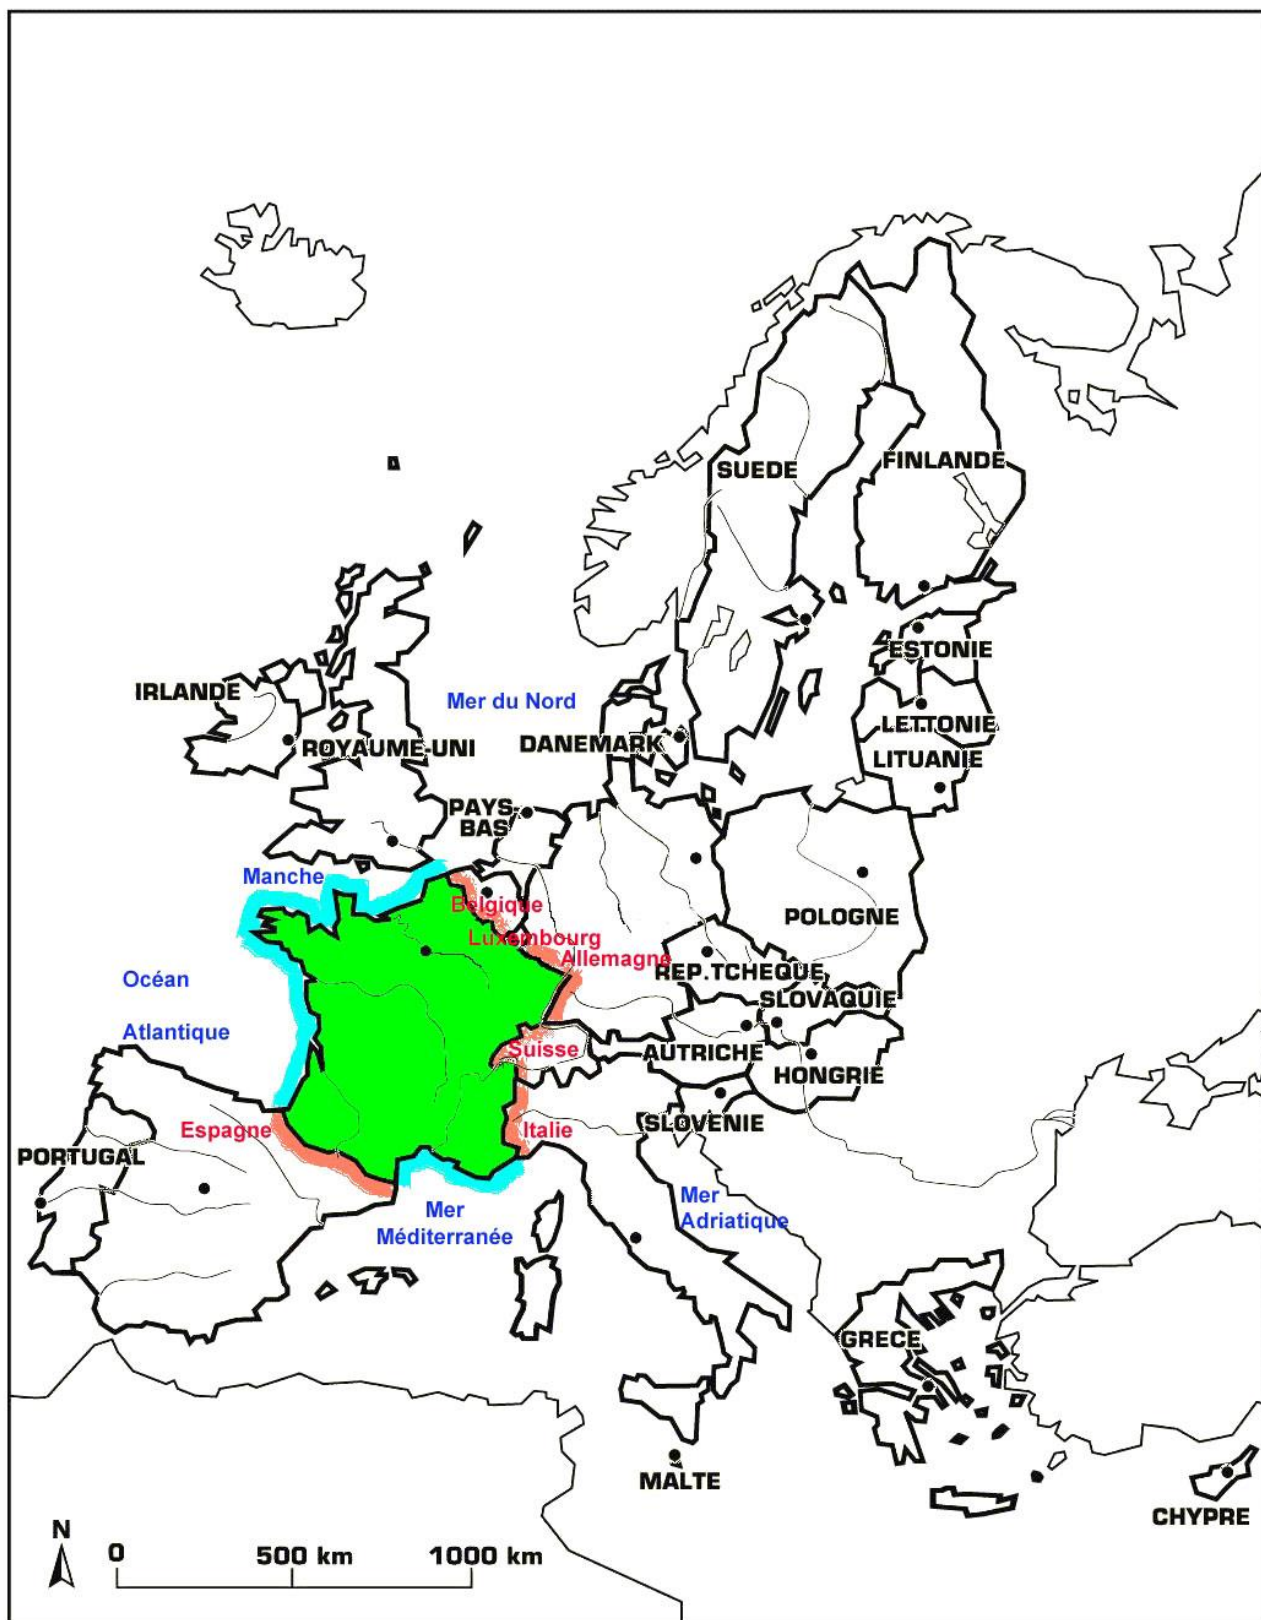 SUEDE
FINLANDE
ESTONIE
IRLANDE
Mer du Nord
LETTONIE
DANEMARK
ROYAUME-UNI
LITUANIE
PAYS-
BAS
Manche
Belgique
POLOGNE
Luxembourg
Allemagne
REP.TCHEQUE
Océan
SLOVAQUIE
Atlantique
Suisse
AUTRICHE
HONGRIE
Espagne
Italie
SLOVENIE
PORTUGAL
Mer
Adriatique
Mer
Méditerranée
GRECE
MALTE
CHYPRE
N
0 500 km 1000 km